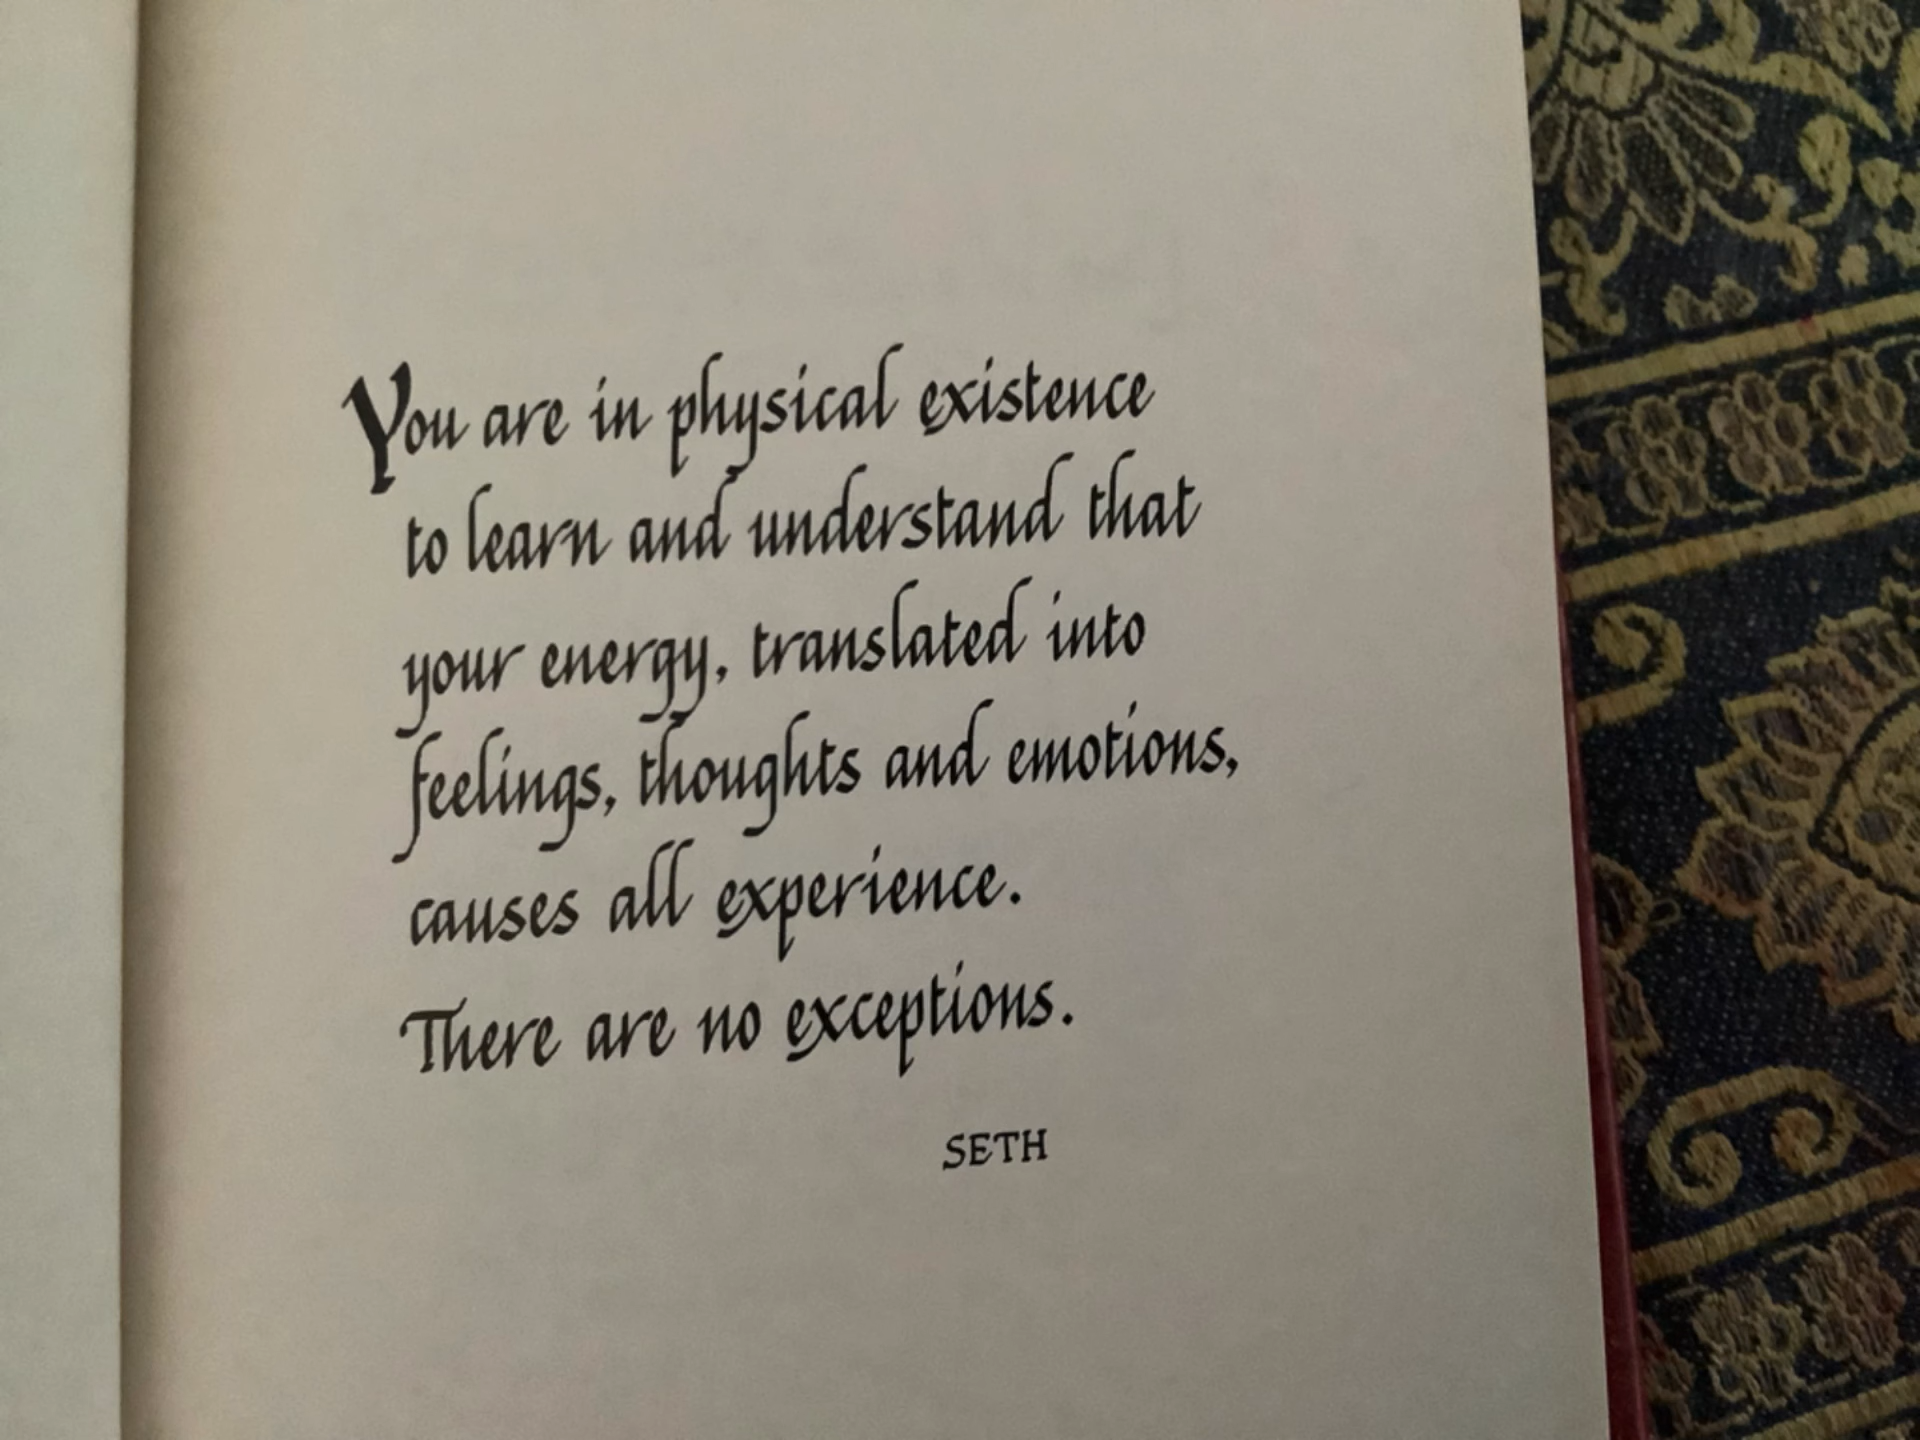 You are in physical existence
to learn and understand that
your energy, translated into
feelings, thoughts and emotions,
causes all experience.
There are no exceptions.
SETH